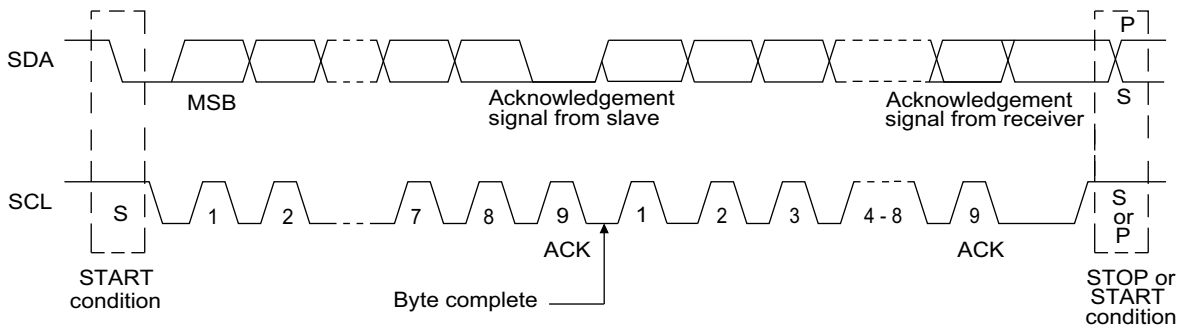 P
SDA
MSB
Acknowledgement
signal from slave
Acknowledgement
signal from receiver
S
SCL
S
1
2
7
8
9
1
2
3
4 - 8
9
S
or
P
ACK
ACK
START
condition
Byte complete
STOP or
START
condition